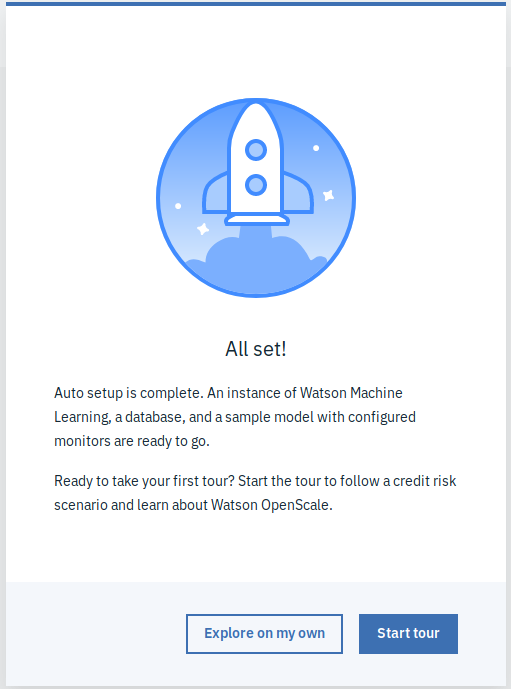 All set!
Auto setup is complete. An instance of Watson Machine
Learning, a database, and a sample model with configured
monitors are ready to go.
Ready to take your first tour? Start the tour to follow a credit risk
scenario and learn about Watson OpenScale.
Explore on my own
Start tour